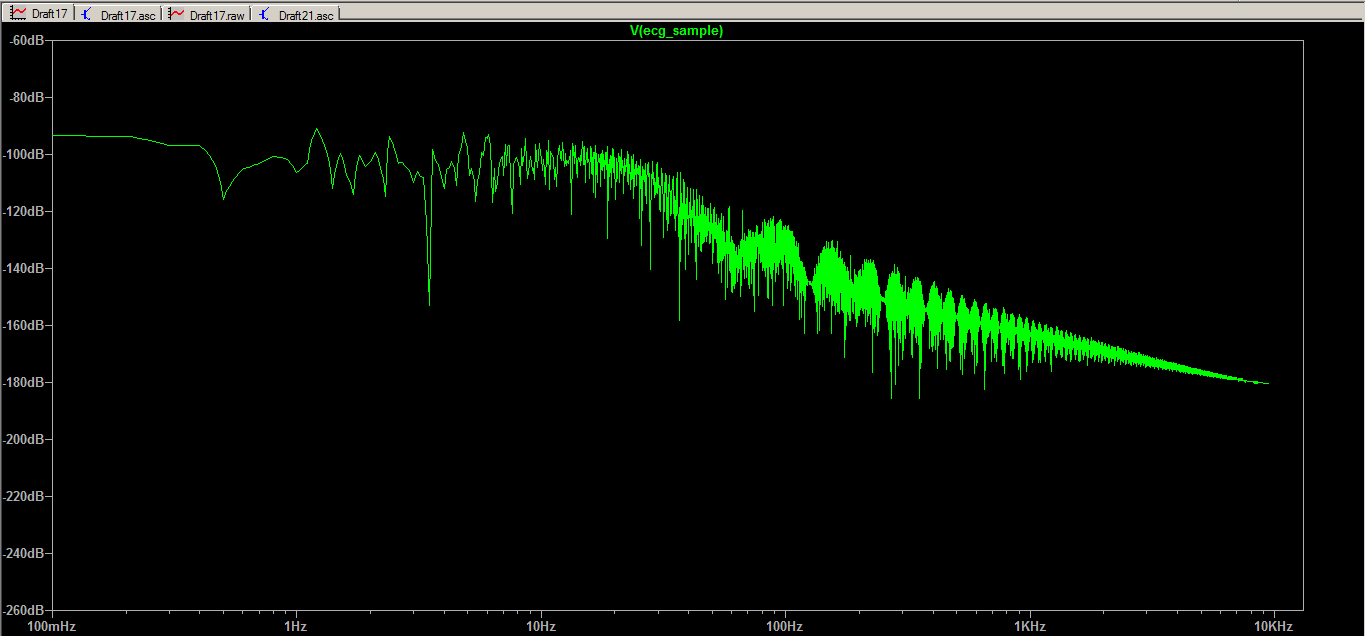 Draft17 Draft17.asc Draft17.raw Draft21.asc
V(ecg_sample)
-60dB
-80dB
-100dB
-120dB
-140dB
-160dB
-180dB
-200dB
-220dB
-240dB
-260dB
100mHz 1Hz 10Hz 100Hz 1KHz 10KHz